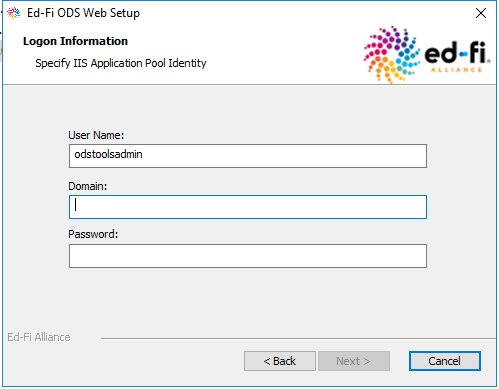 Ed-Fi ODS Web Setup
Logon Information
Specify IIS Application Pool Identity
ed-fi.
ALLIANCE
User Name:
odstoolsadmin
Domain:
Password:
Ed-Fi Alliance
< Back
Next >
Cancel